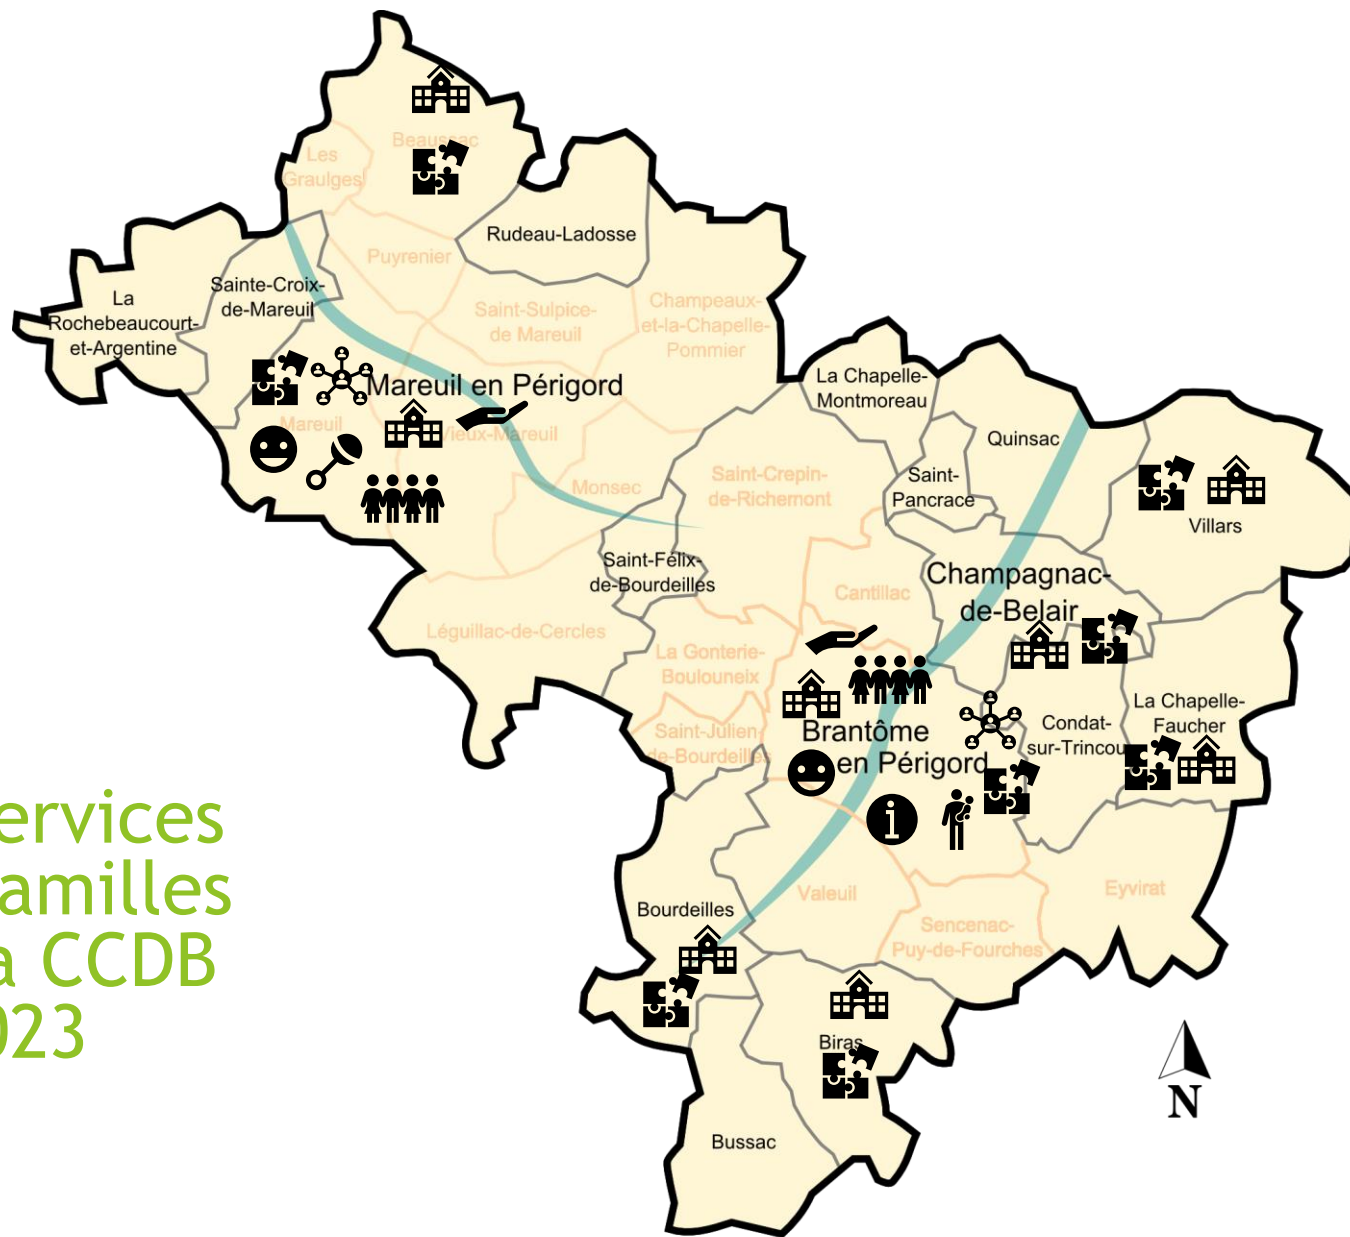 Beaussac
Les
Graulges
Rudeau-Ladosse
Puyrenier
Sainte-Croix-
de-Mareuil
La
Rochebeaucourt-
et-Argentine
Saint-Sulpice-
de Mareuil
Champeaux-
et-la-Chapelle-
Pommier
Mareuil en Périgord
Mareuil
Vieux-Mareuil
Monsec
La Chapelle-
Montmoreau
Quinsac
Saint-
Pancrace
Saint-Crepin-
de-Richemont
Villars
Saint-Félix-
de-Bourdeilles
Champagnac-
de-Belair
Cantillac
Léguillac-de-Cercles
La Gonterie-
Boulouneix
Saint-Julien
de-Bourdeilles
Brantôme
en Périgord
Condat-
sur-Trincou
La Chapelle-
Faucher
ervices
amilles
a CCDB
023
Valeuil
Eyvirat
Bourdeilles
Sencenac-
Puy-de-Fourches
Biras
Bussac
N